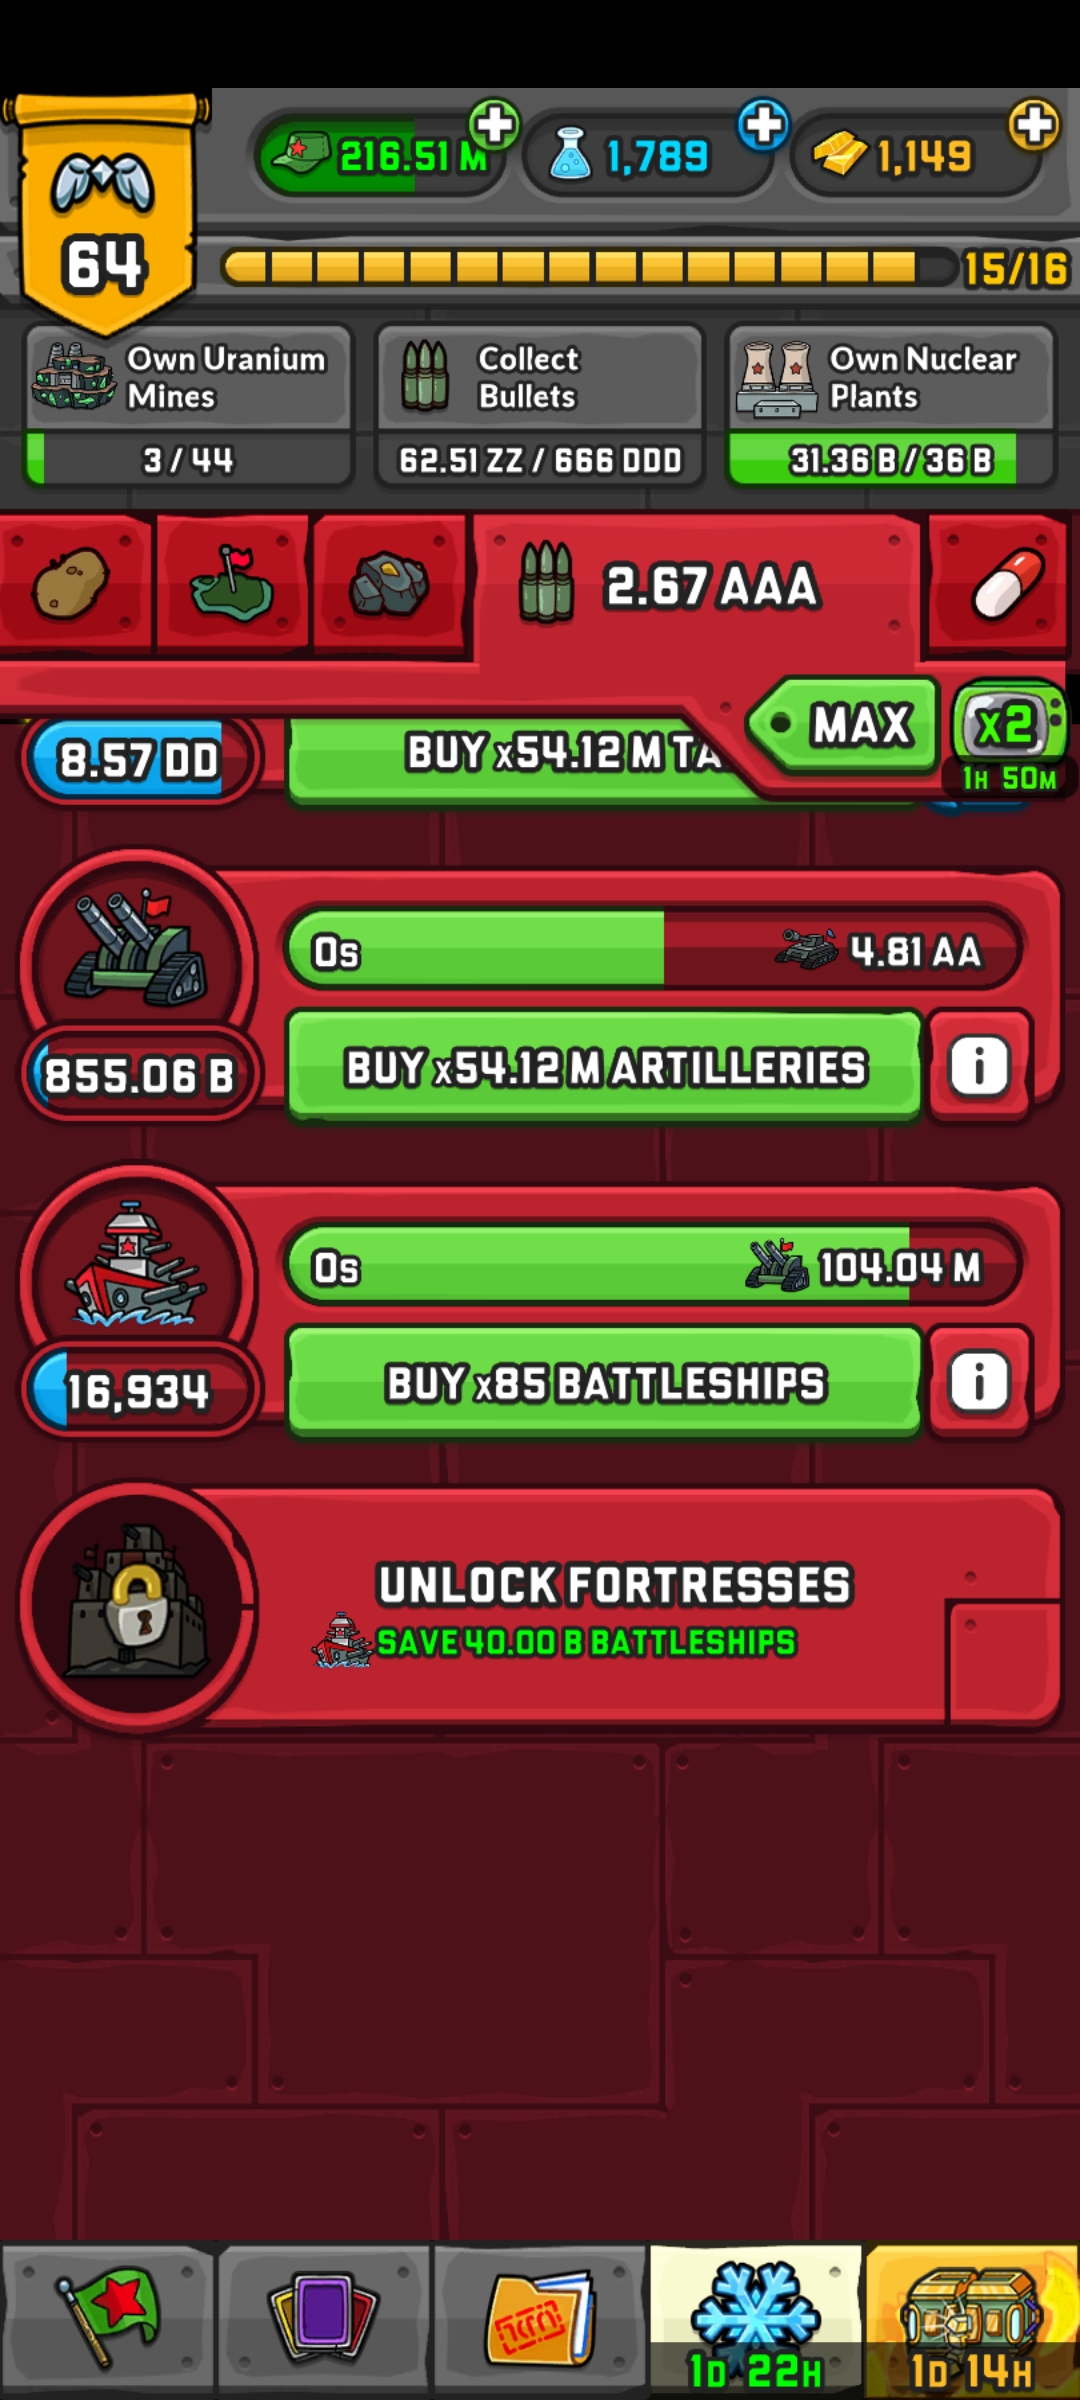 216.51 M
1,789
1,149
64
15/16
Own Uranium
Mines
3 / 44
Collect
Bullets
62.51 ZZ / 666 DDD
Own Nuclear
Plants
31.36 B / 36 B
2.67 AAA
MAX
x2
1H 50M
8.57 DD
BUY x54.12 M TA
0s
4.81 AA
855.06 B
BUY x54.12 M ARTILLERIES
i
0s
104.04 M
16,934
BUY x85 BATTLESHIPS
i
UNLOCK FORTRESSES
SAVE 40.00 B BATTLESHIPS
1D 22H
1D 14H